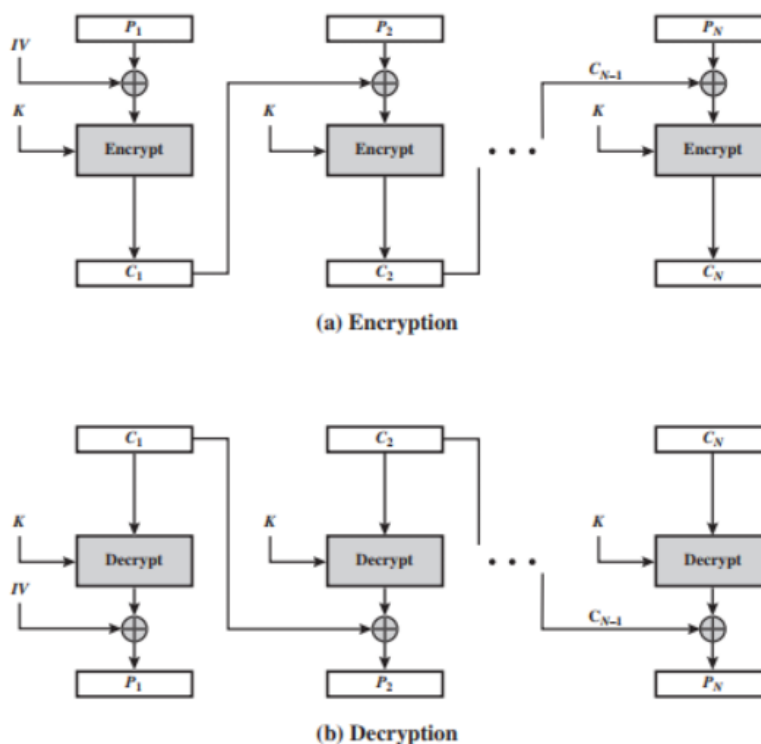 P1 P2 PN
IV
CN–1
K K K
Encrypt Encrypt • • • Encrypt
C1 C2 CN
(a) Encryption
C1 C2 CN
K K K
Decrypt Decrypt • • • Decrypt
IV
CN–1
P1 P2 PN
(b) Decryption